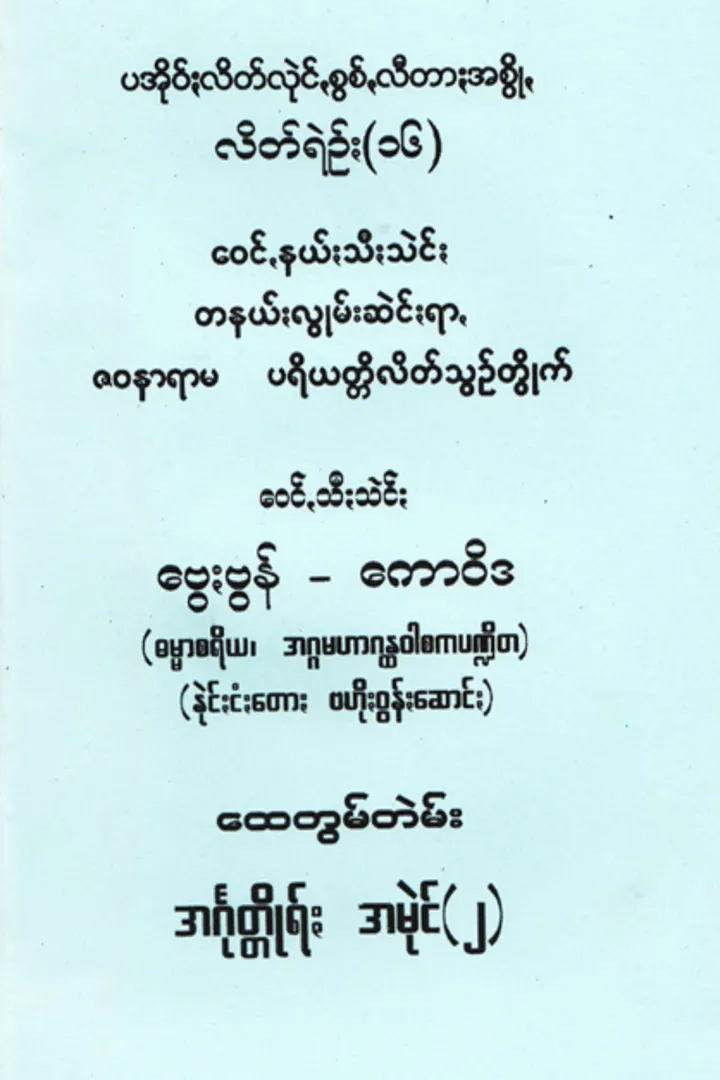 ပအိုဝ်ႏလိတ်လုဲင်ႇစွစ်ႇလီတားႏအစွိုႇ
လိတ်ရဲဉ်း(၁၆)
ဝေင်ႇနယ်ႏသီးသဲင်ႏ
တနယ်ႏလွုမ်းဆဲင်ႏရာႇ
ဇဝနာရာမ ပရိယတ္တိလိတ်သွဉ်တွိုက်
ဝေင်ႇသီးသဲင်ႏ
ဗွေႏဗွန် – ကောဝိဒ
(ဓမ္မာစရိယ၊ အဂ္ဂမဟာဂန္ထဝါစကပဏ္ဍိတ)
(နဲင်ႏငံႏတောႏ ဗဟိုႏဝွန်ႏဆောင်ႏ)
ထေတွမ်တဲမ်း
အင်္ဂုတ္တိုရ်ႏ အမဲုင်(၂)